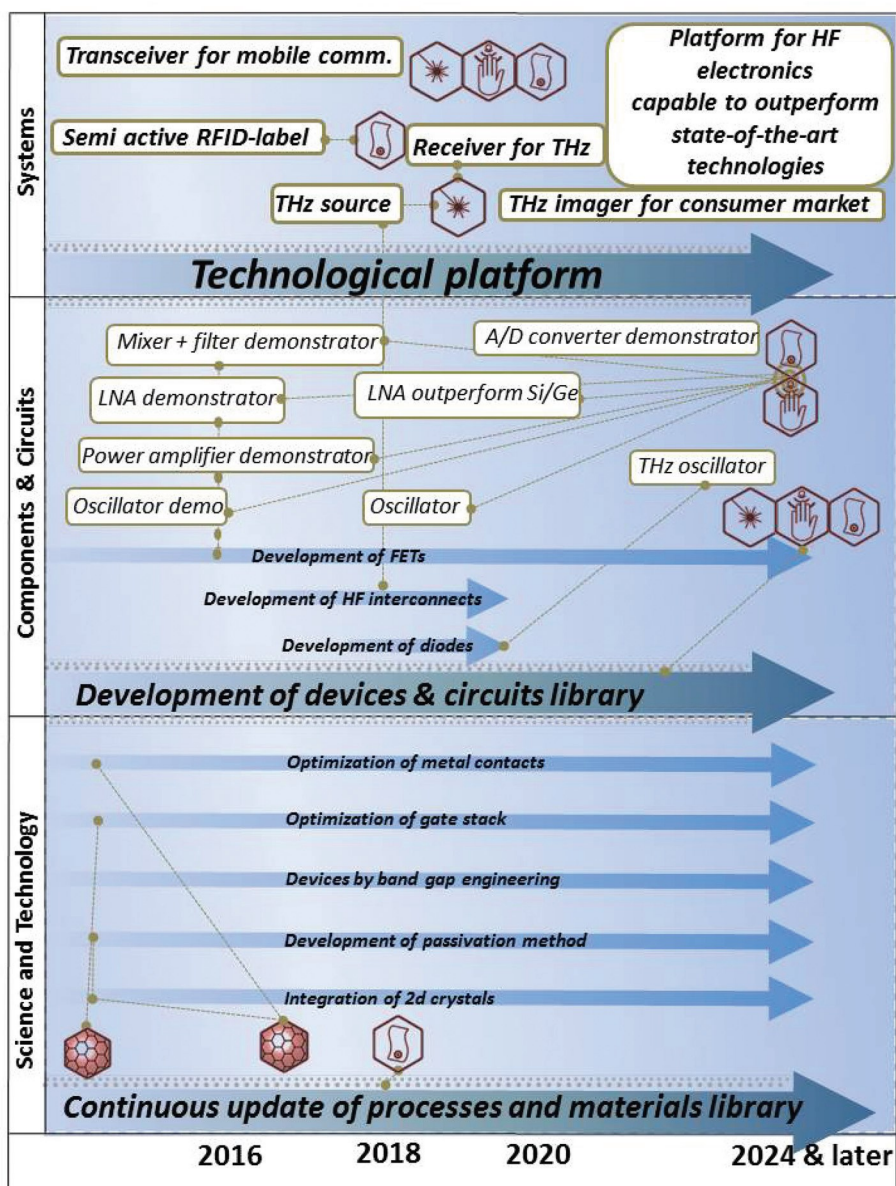 Systems
Transceiver for mobile comm.
Platform for HF
electronics
capable to outperform
state-of-the-art
technologies
Semi active RFID-label
Receiver for THz
THz source
THz imager for consumer market
Technological platform
Components & Circuits
Mixer + filter demonstrator
A/D converter demonstrator
LNA demonstrator
LNA outperform Si/Ge
Power amplifier demonstrator
THz oscillator
Oscillator demo
Oscillator
Development of FETs
Development of HF interconnects
Development of diodes
Development of devices & circuits library
Science and Technology
Optimization of metal contacts
Optimization of gate stack
Devices by band gap engineering
Development of passivation method
Integration of 2d crystals
Continuous update of processes and materials library
2016 2018 2020 2024 & later